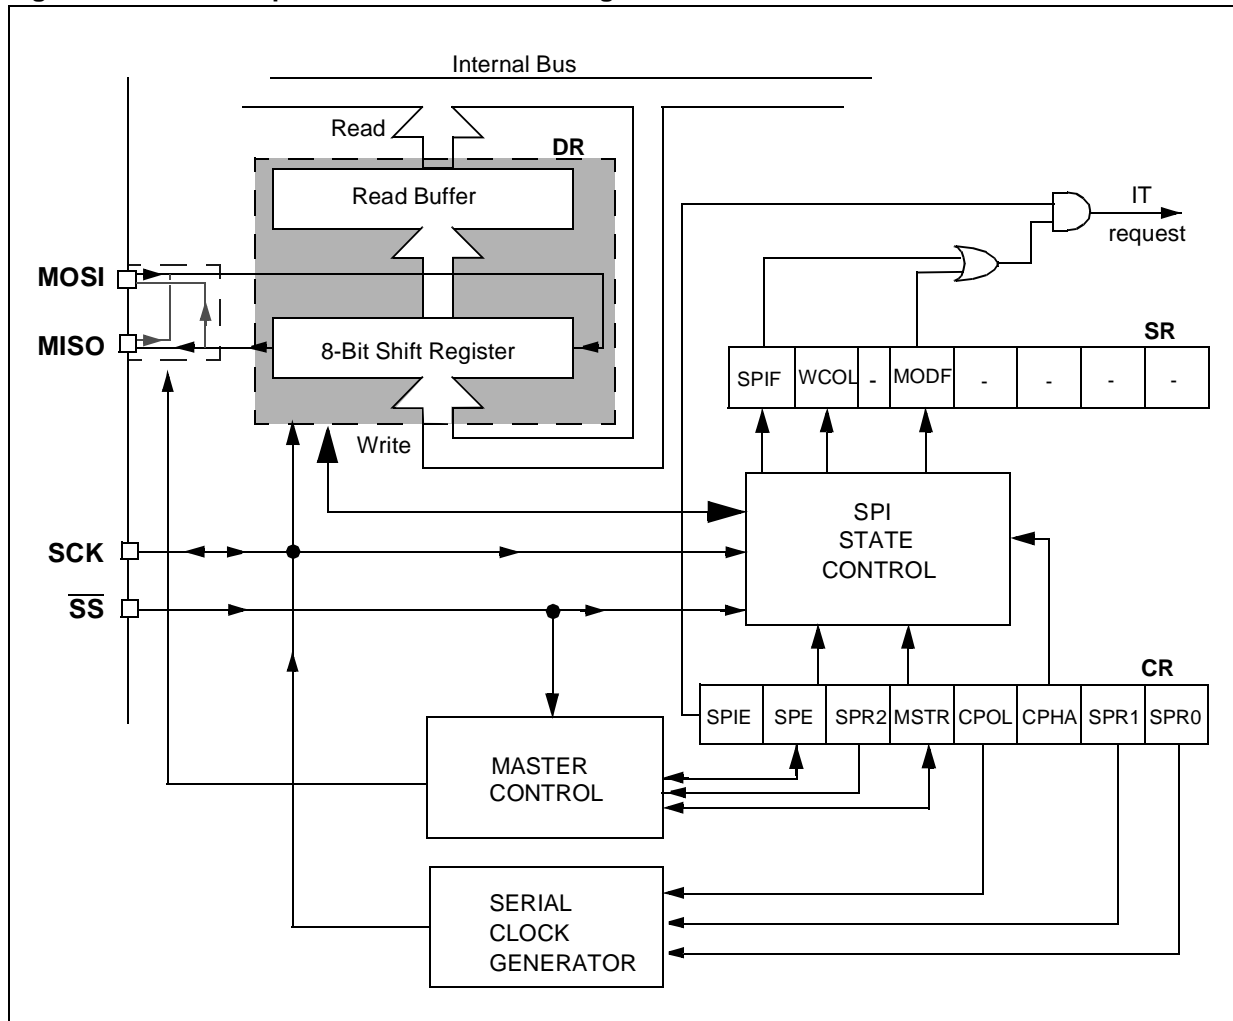 Internal Bus
Read
DR
Read Buffer
IT
request
MOSI
MISO
8-Bit Shift Register
SR
SPIF WCOL - MODF - - - -
Write
SPI
STATE
CONTROL
SCK
SS
CR
SPIE SPE SPR2 MSTR CPOL CPHA SPR1 SPR0
MASTER
CONTROL
SERIAL
CLOCK
GENERATOR